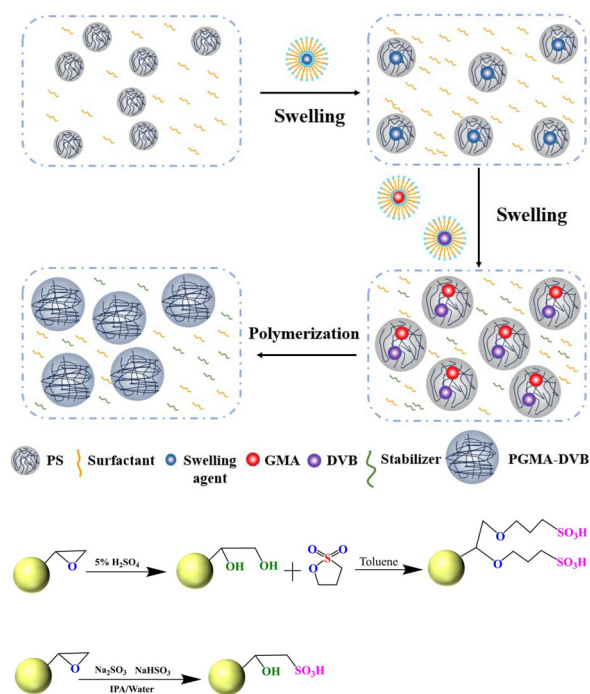 Swelling
Swelling
Polymerization
PS
Surfactant
Swelling
agent
GMA
DVB
Stabilizer
PGMA-DVB
O
5% H₂SO₄
OH
OH
O
O
S
O
Toluene
O
SO₃H
O
SO₃H
O
Na₂SO₃ NaHSO₃
IPA/Water
OH
SO₃H